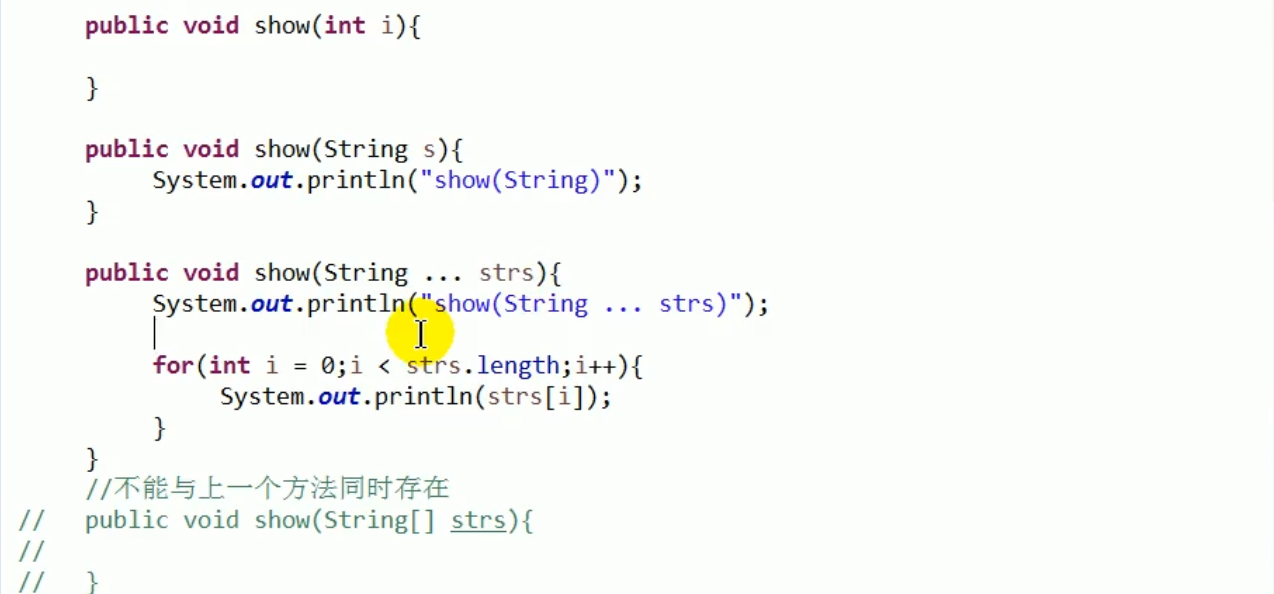 public void show(int i){
}
public void show(String s){
System.out.println("show(String)");
}
public void show(String ... strs){
System.out.println("show(String ... strs)");
for(int i = 0;i < strs.length;i++){
System.out.println(strs[i]);
}
}
//不能与上一个方法同时存在
// public void show(String[] strs){
//
// }